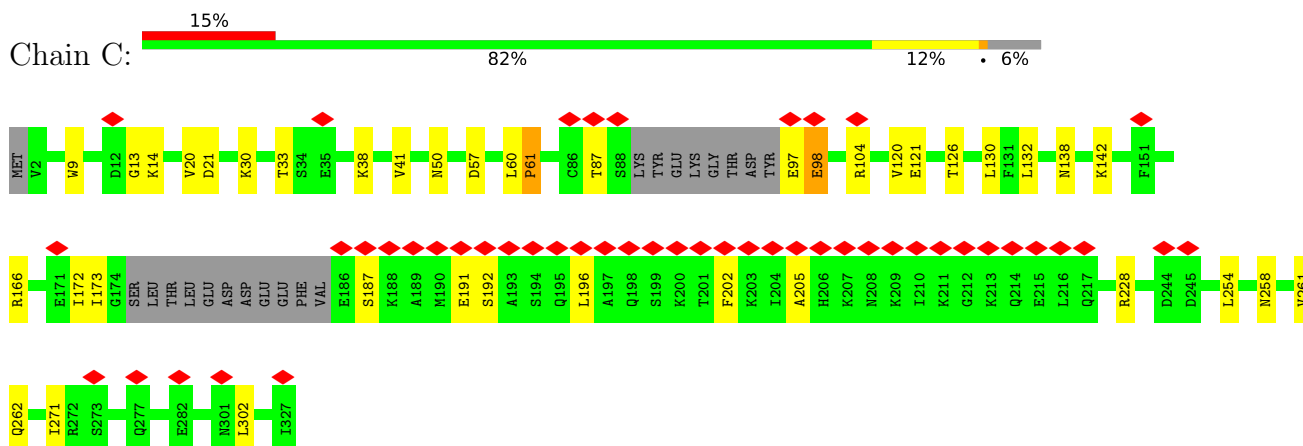 15%
Chain C:
82% 12% • 6%
MET V2 W9 D12 G13 K14 V20 D21 K30 T33 S34 E35 K38 V41 N50 D57 L60 P61 C86 T87 S88 LYS TYR GLU LYS GLY THR ASP TYR E97 E98 R104 V120 E121 T126 L130 F131 L132 N138 K142 F151
R166 E171 I172 I173 G174 SER LEU THR LEU GLU ASP ASP GLU GLU PHE VAL E186 S187 K188 A189 M190 E191 S192 A193 S194 Q195 L196 A197 Q198 S199 K200 T201 F202 K203 I204 A205 H206 K207 N208 K209 I210 K211 G212 K213 Q214 E215 L216 Q217 R228 D244 D245 L254 N258
Q262 I271 R272 S273 Q277 E282 N301 L302 I327